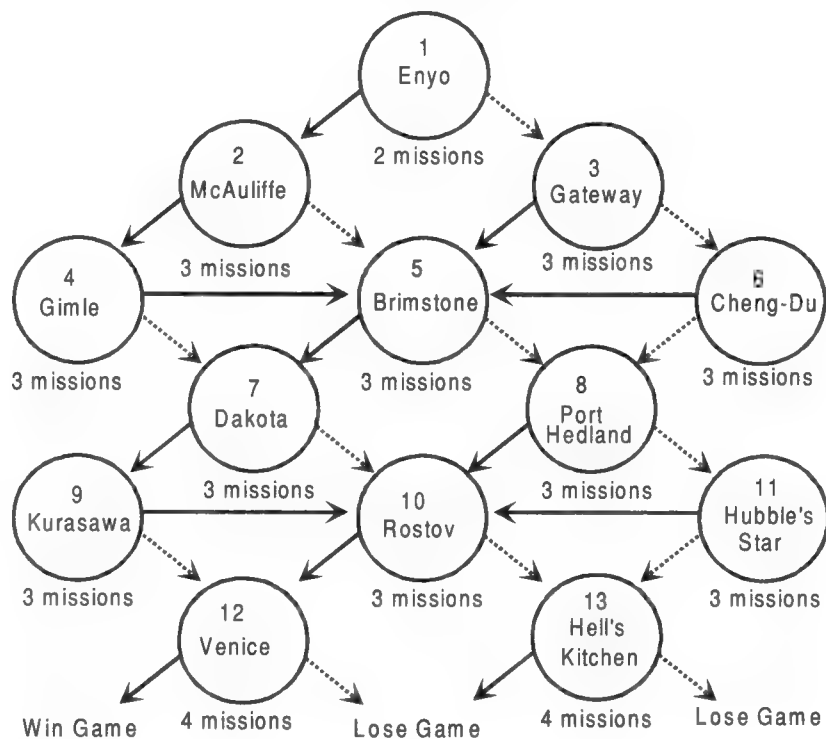 1
Enyo
2 missions
2
McAuliffe
3 missions
3
Gateway
3 missions
4
Gimle
3 missions
5
Brimstone
3 missions
6
Cheng-Du
3 missions
7
Dakota
3 missions
8
Port
Hedland
3 missions
9
Kurasawa
3 missions
10
Rostov
3 missions
11
Hubble's
Star
3 missions
12
Venice
4 missions
13
Hell's
Kitchen
4 missions
Win Game
Lose Game
Lose Game